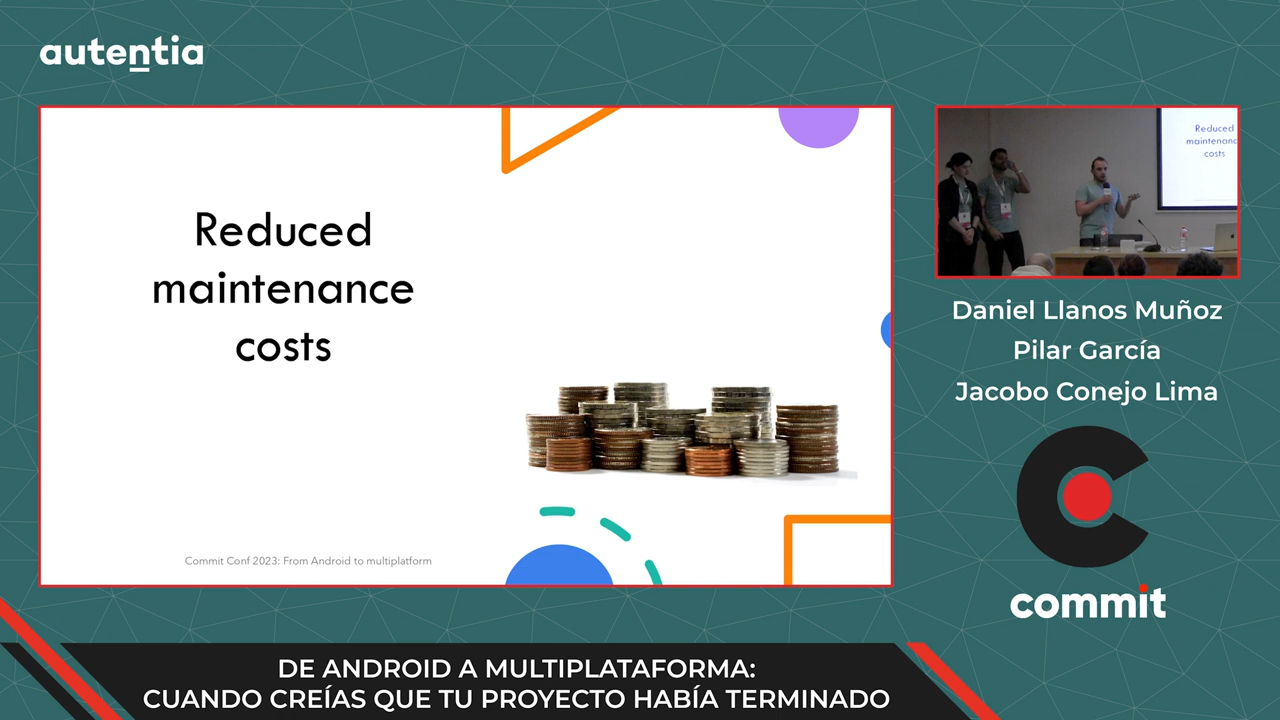 autentia
Reduced
maintenance
costs
Commit Conf 2023: From Android to multiplatform
Reduced
maintenanc
costs
Daniel Llanos Muñoz
Pilar García
Jacobo Conejo Lima
commit
DE ANDROID A MULTIPLATAFORMA:
CUANDO CREÍAS QUE TU PROYECTO HABÍA TERMINADO